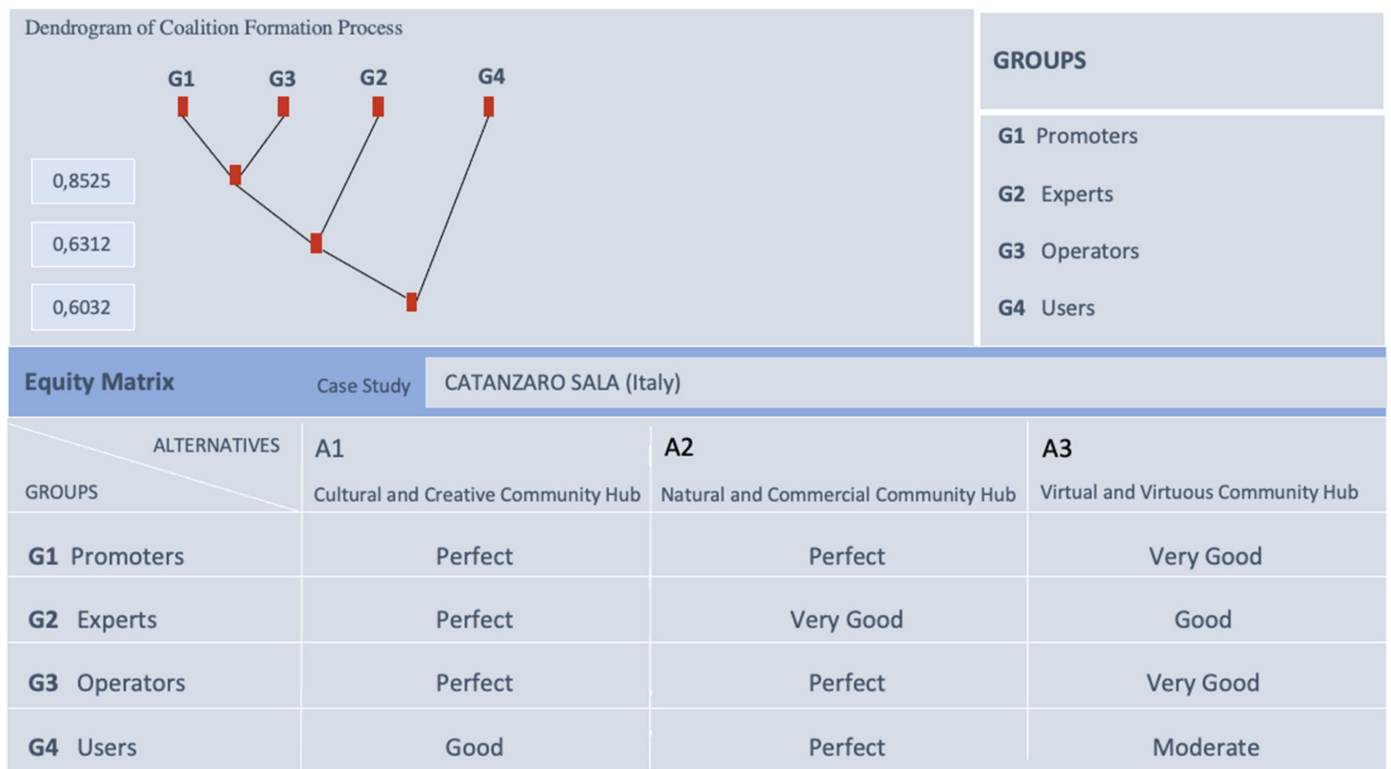 Dendrogram of Coalition Formation Process
G1 G3 G2 G4
0,8525
0,6312
0,6032
GROUPS
G1 Promoters
G2 Experts
G3 Operators
G4 Users
Equity Matrix Case Study CATANZARO SALA (Italy)
ALTERNATIVES A1 A2 A3
GROUPS Cultural and Creative Community Hub Natural and Commercial Community Hub Virtual and Virtuous Community Hub
G1 Promoters Perfect Perfect Very Good
G2 Experts Perfect Very Good Good
G3 Operators Perfect Perfect Very Good
G4 Users Good Perfect Moderate